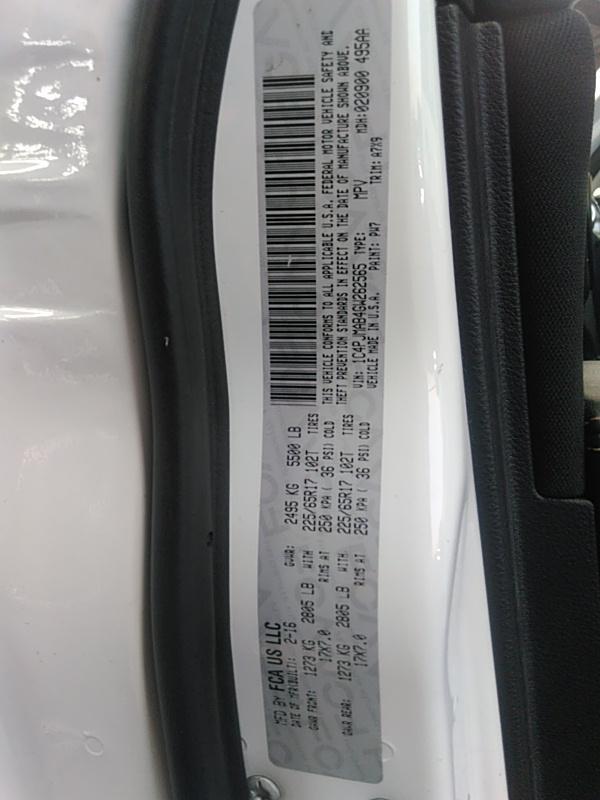 MFD BY FCA US LLC
DATE OF MFR(BUILT): 2-16 GVWR: 2495 KG 5500 LB
GAWR FRONT: 1273 KG 2805 LB WITH 225/65R17 102T TIRES
17X7.0 RIMS AT 250 KPA ( 36 PSI) COLD
GAWR REAR: 1273 KG 2805 LB WITH 225/65R17 102T TIRES
17X7.0 RIMS AT 250 KPA ( 36 PSI) COLD
THIS VEHICLE CONFORMS TO ALL APPLICABLE U.S.A. FEDERAL MOTOR VEHICLE SAFETY AND
THEFT PREVENTION STANDARDS IN EFFECT ON THE DATE OF MANUFACTURE SHOWN ABOVE.
VIN: 1C4PJMAB4GW262565 TYPE: MPV MDH:020900 495AA
VEHICLE MADE IN U.S.A. PAINT: PW7 TRIM: A7X9